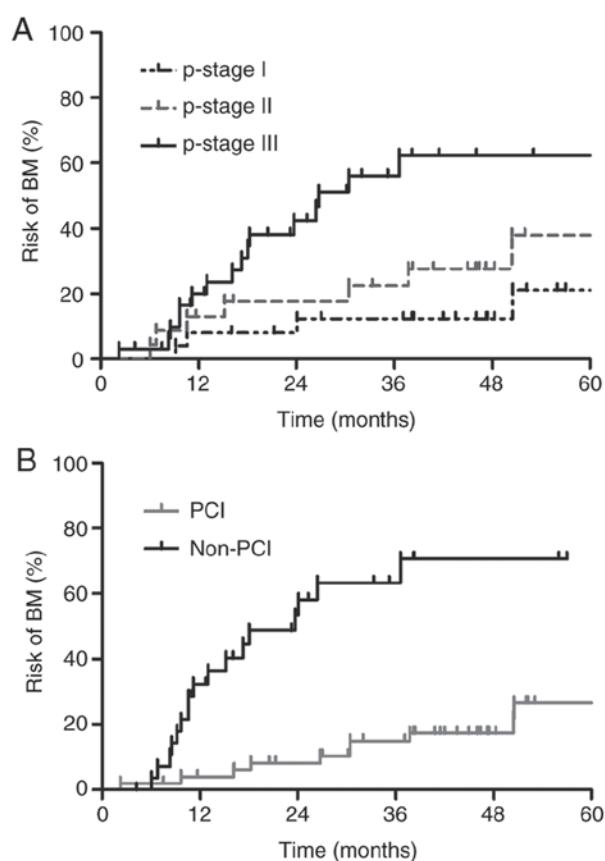 A
100
80
60
40
20
0
Risk of BM (%)
p-stage I
p-stage II
p-stage III
0 12 24 36 48 60
Time (months)
B
100
80
60
40
20
0
Risk of BM (%)
PCI
Non-PCI
0 12 24 36 48 60
Time (months)